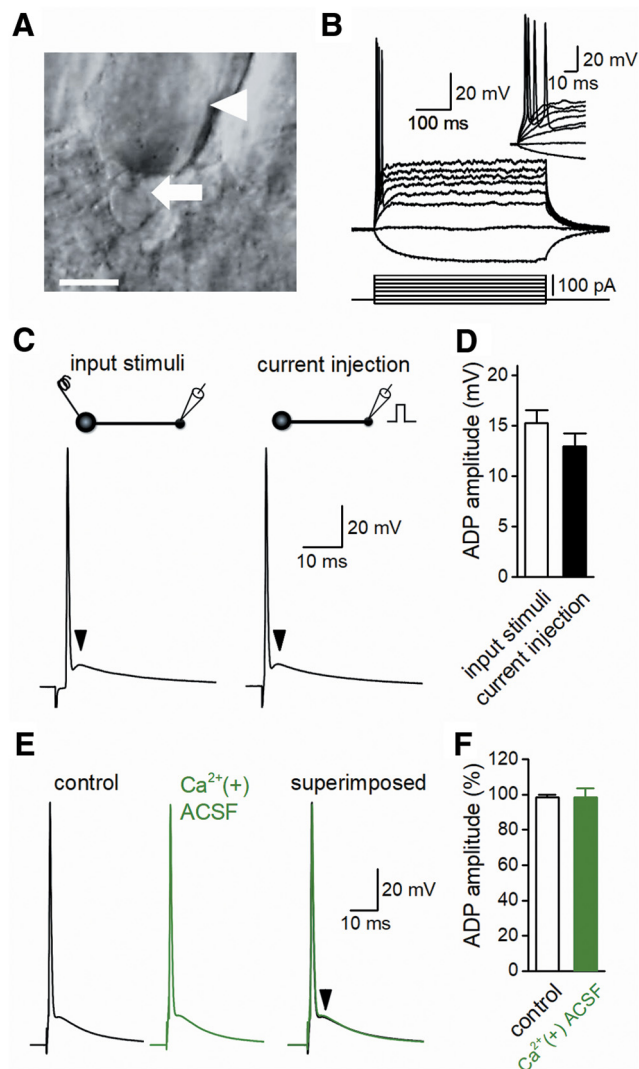 A
B
20 mV
10 ms
20 mV
100 ms
100 pA
C
input stimuli
current injection
20 mV
10 ms
D
ADP amplitude (mV)
20
15
10
5
0
input stimuli
current injection
E
control
Ca²⁺(+)
ACSF
superimposed
20 mV
10 ms
F
ADP amplitude (%)
120
100
80
60
40
20
0
control
Ca²⁺(+) ACSF